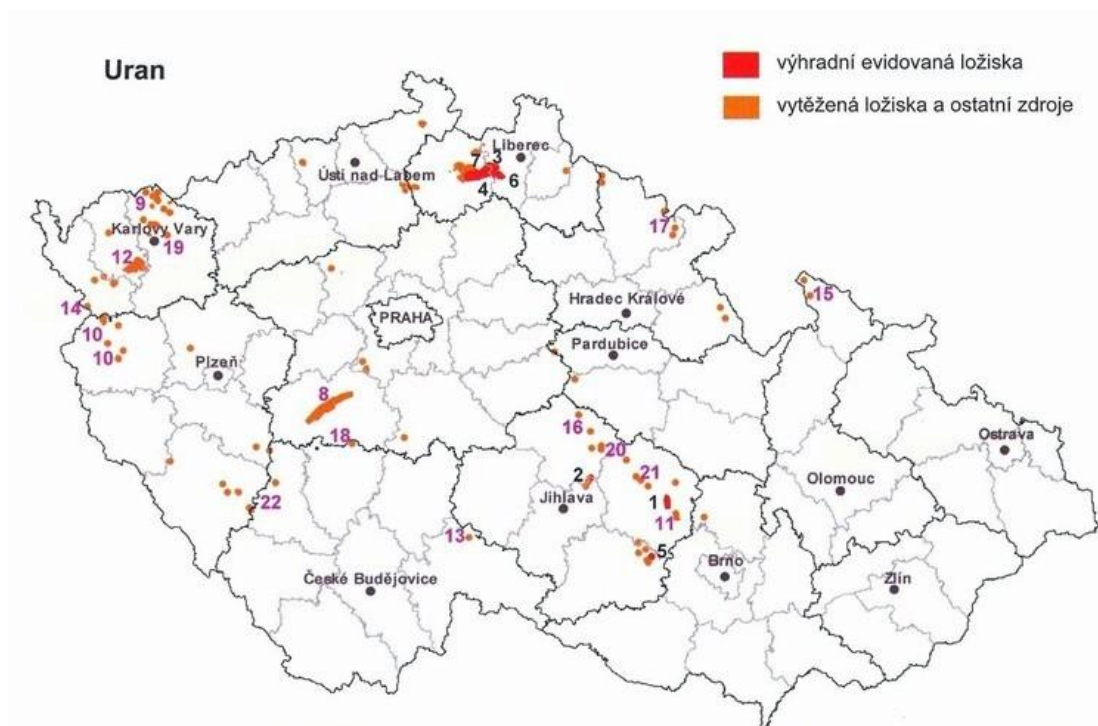 Uran
výhradní evidovaná ložiska
vytěžená ložiska a ostatní zdroje
Liberec
7
3
Ústí nad Labem
4
6
9
Karlovy Vary
17
19
12
Hradec Králové
15
14
PRAHA
10
Pardubice
10
Plzeň
8
16
18
20
Ostrava
2
21
Olomouc
22
Jihlava
1
11
13
5
Brno
České Budějovice
Zlín